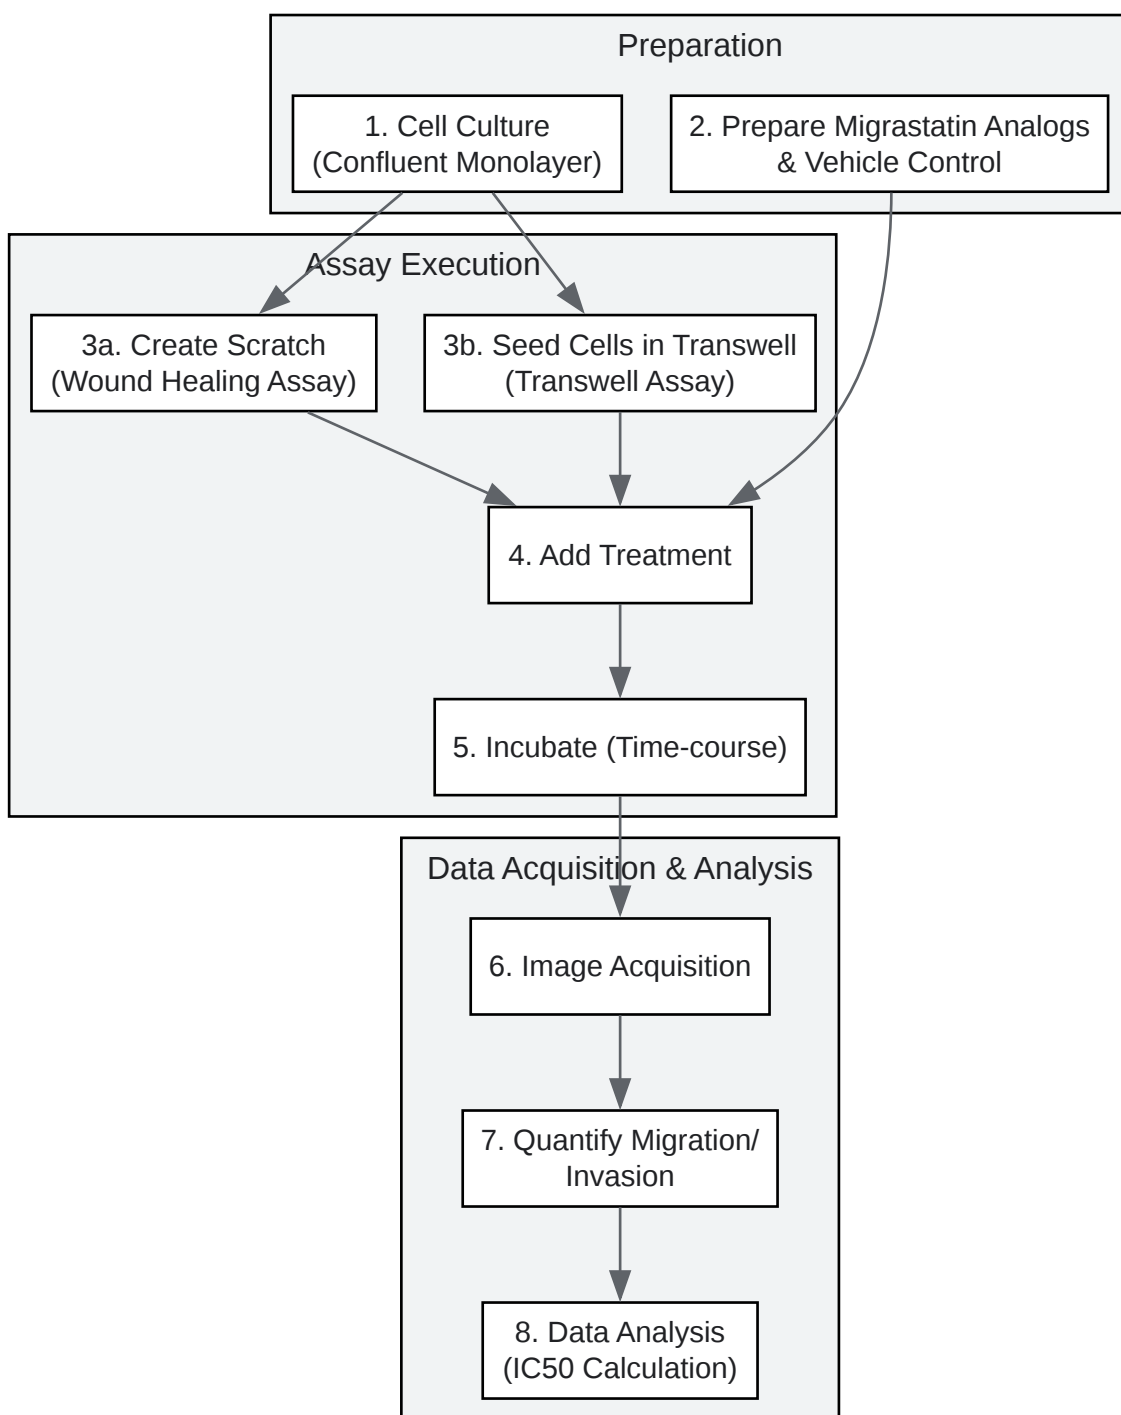 Preparation
1. Cell Culture
(Confluent Monolayer)
2. Prepare Migrastatin Analogs
& Vehicle Control
Assay Execution
3a. Create Scratch
(Wound Healing Assay)
3b. Seed Cells in Transwell
(Transwell Assay)
4. Add Treatment
5. Incubate (Time-course)
Data Acquisition & Analysis
6. Image Acquisition
7. Quantify Migration/
Invasion
8. Data Analysis
(IC50 Calculation)